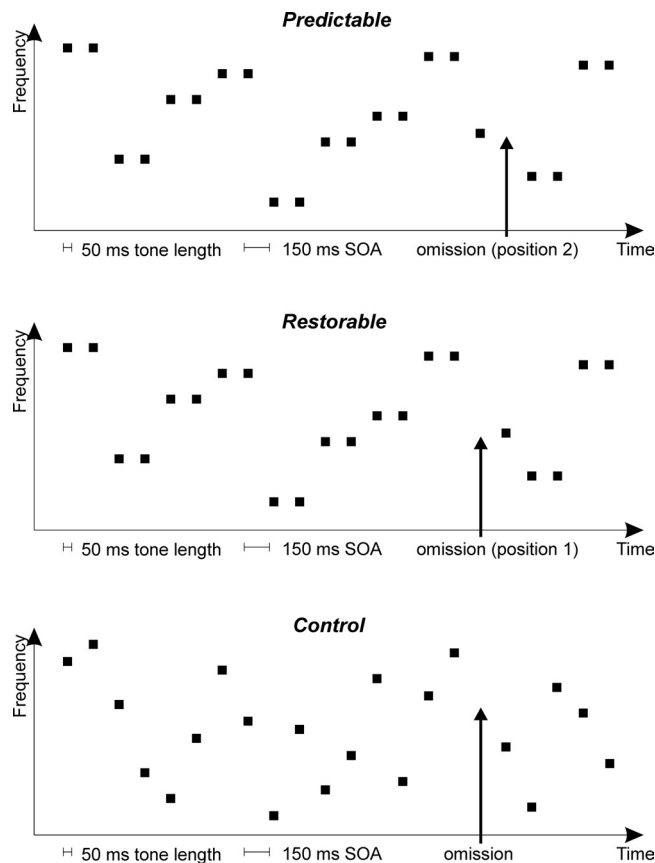 Predictable
Frequency
50 ms tone length 150 ms SOA omission (position 2) Time
Restorable
Frequency
50 ms tone length 150 ms SOA omission (position 1) Time
Control
Frequency
50 ms tone length 150 ms SOA omission Time